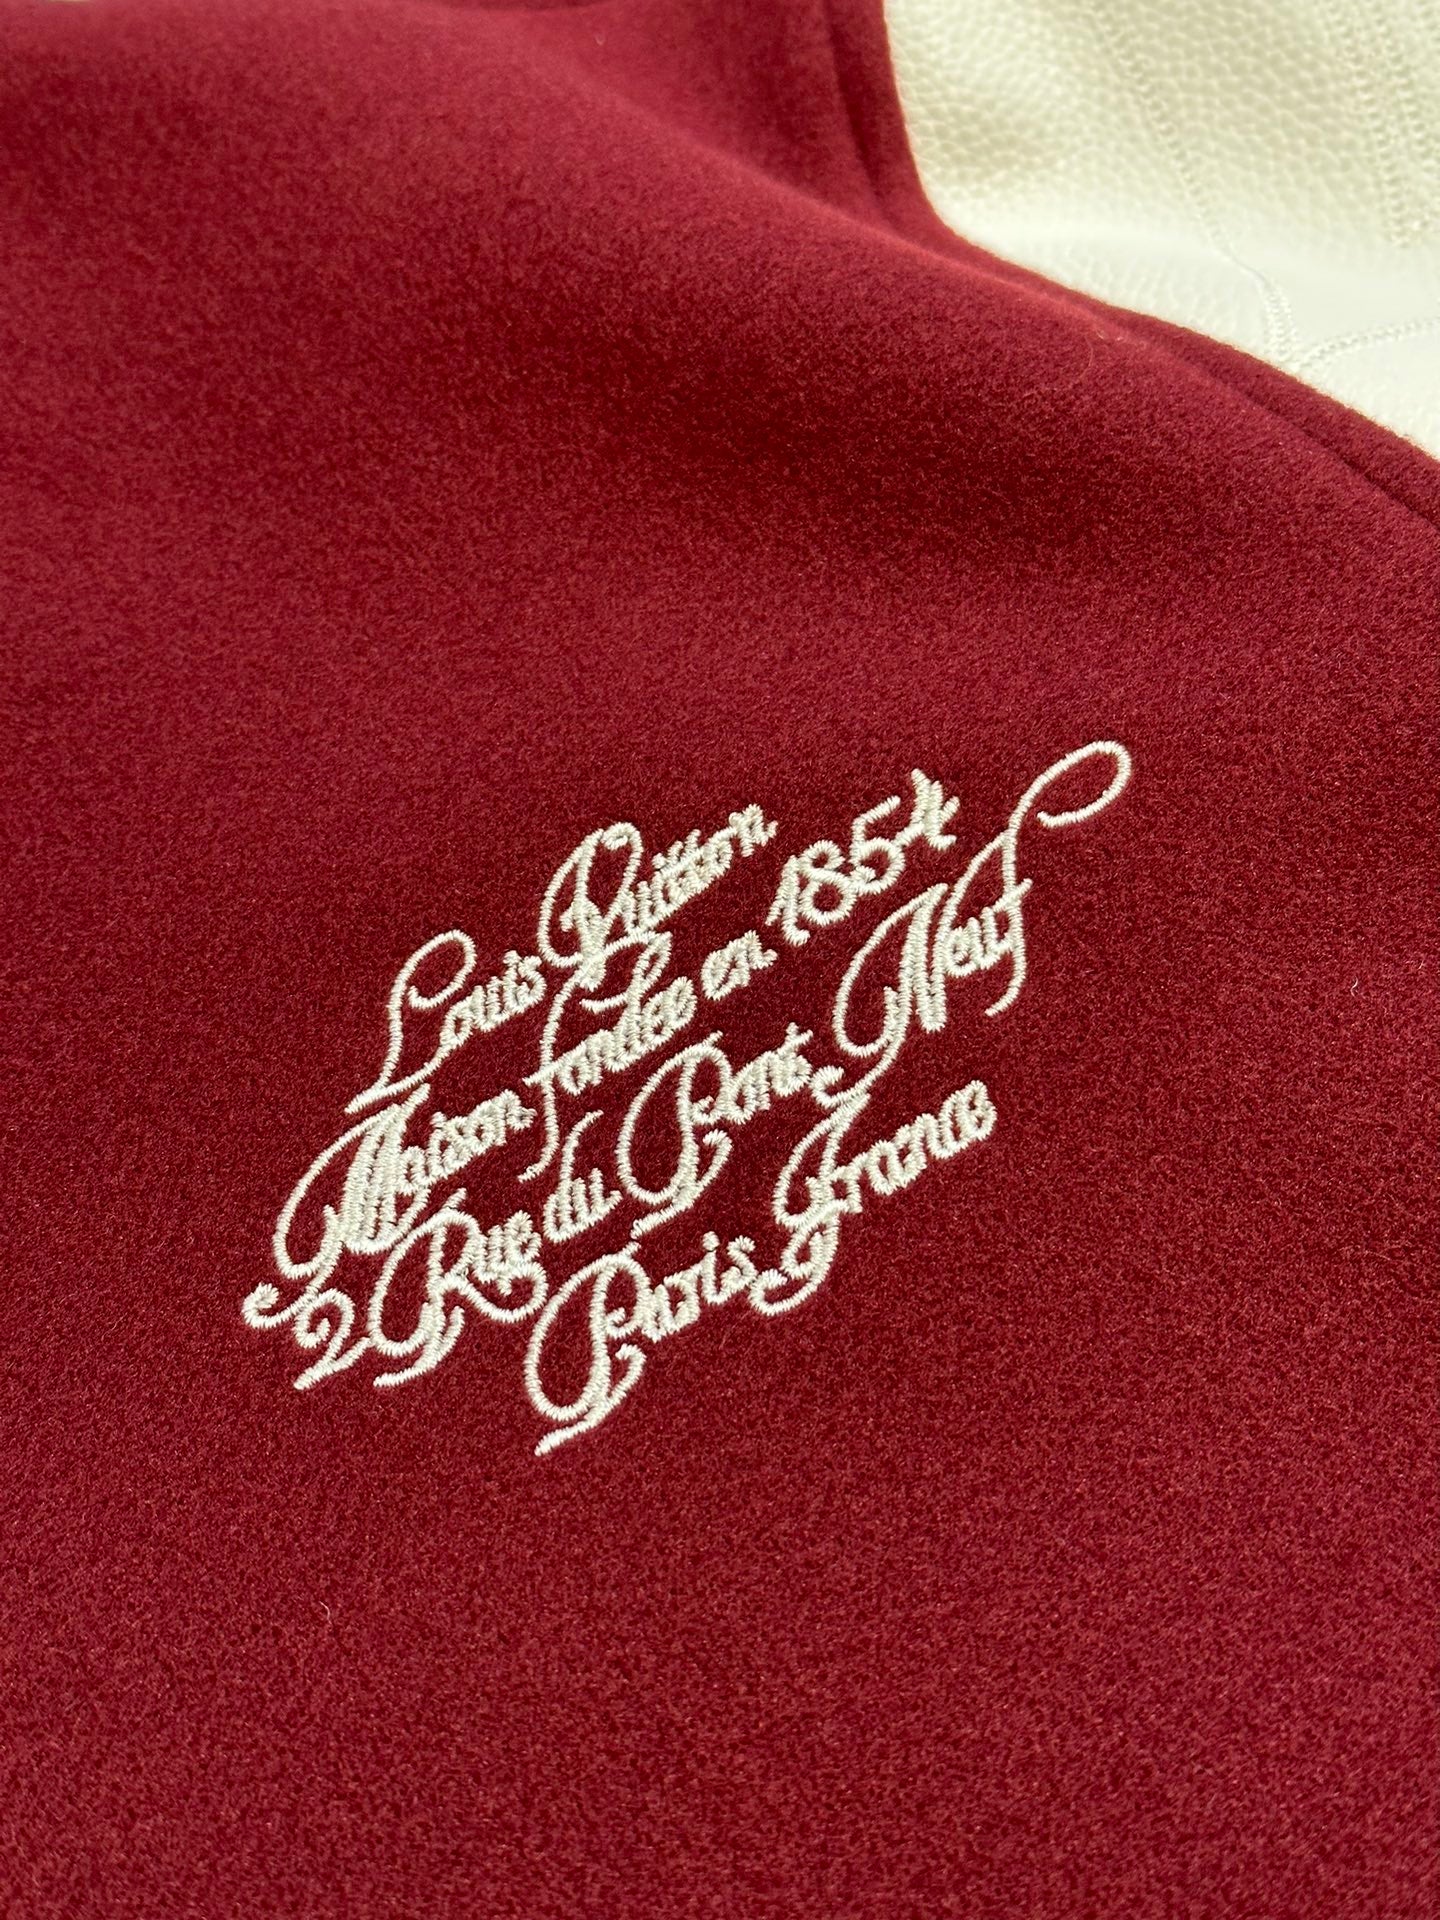 Louis Vuitton
Maison fondée en 1854
2 Rue du Pont Neuf
Paris France